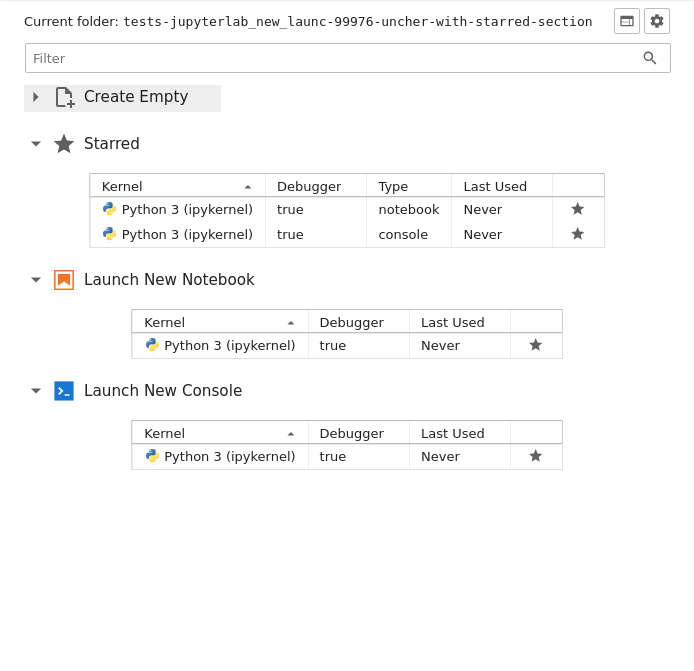 Current folder: tests-jupyterlab_new_launc-99976-uncher-with-starred-section
Filter
Create Empty
Starred
Kernel Debugger Type Last Used
Python 3 (ipykernel) true notebook Never
Python 3 (ipykernel) true console Never
Launch New Notebook
Kernel Debugger Last Used
Python 3 (ipykernel) true Never
Launch New Console
Kernel Debugger Last Used
Python 3 (ipykernel) true Never